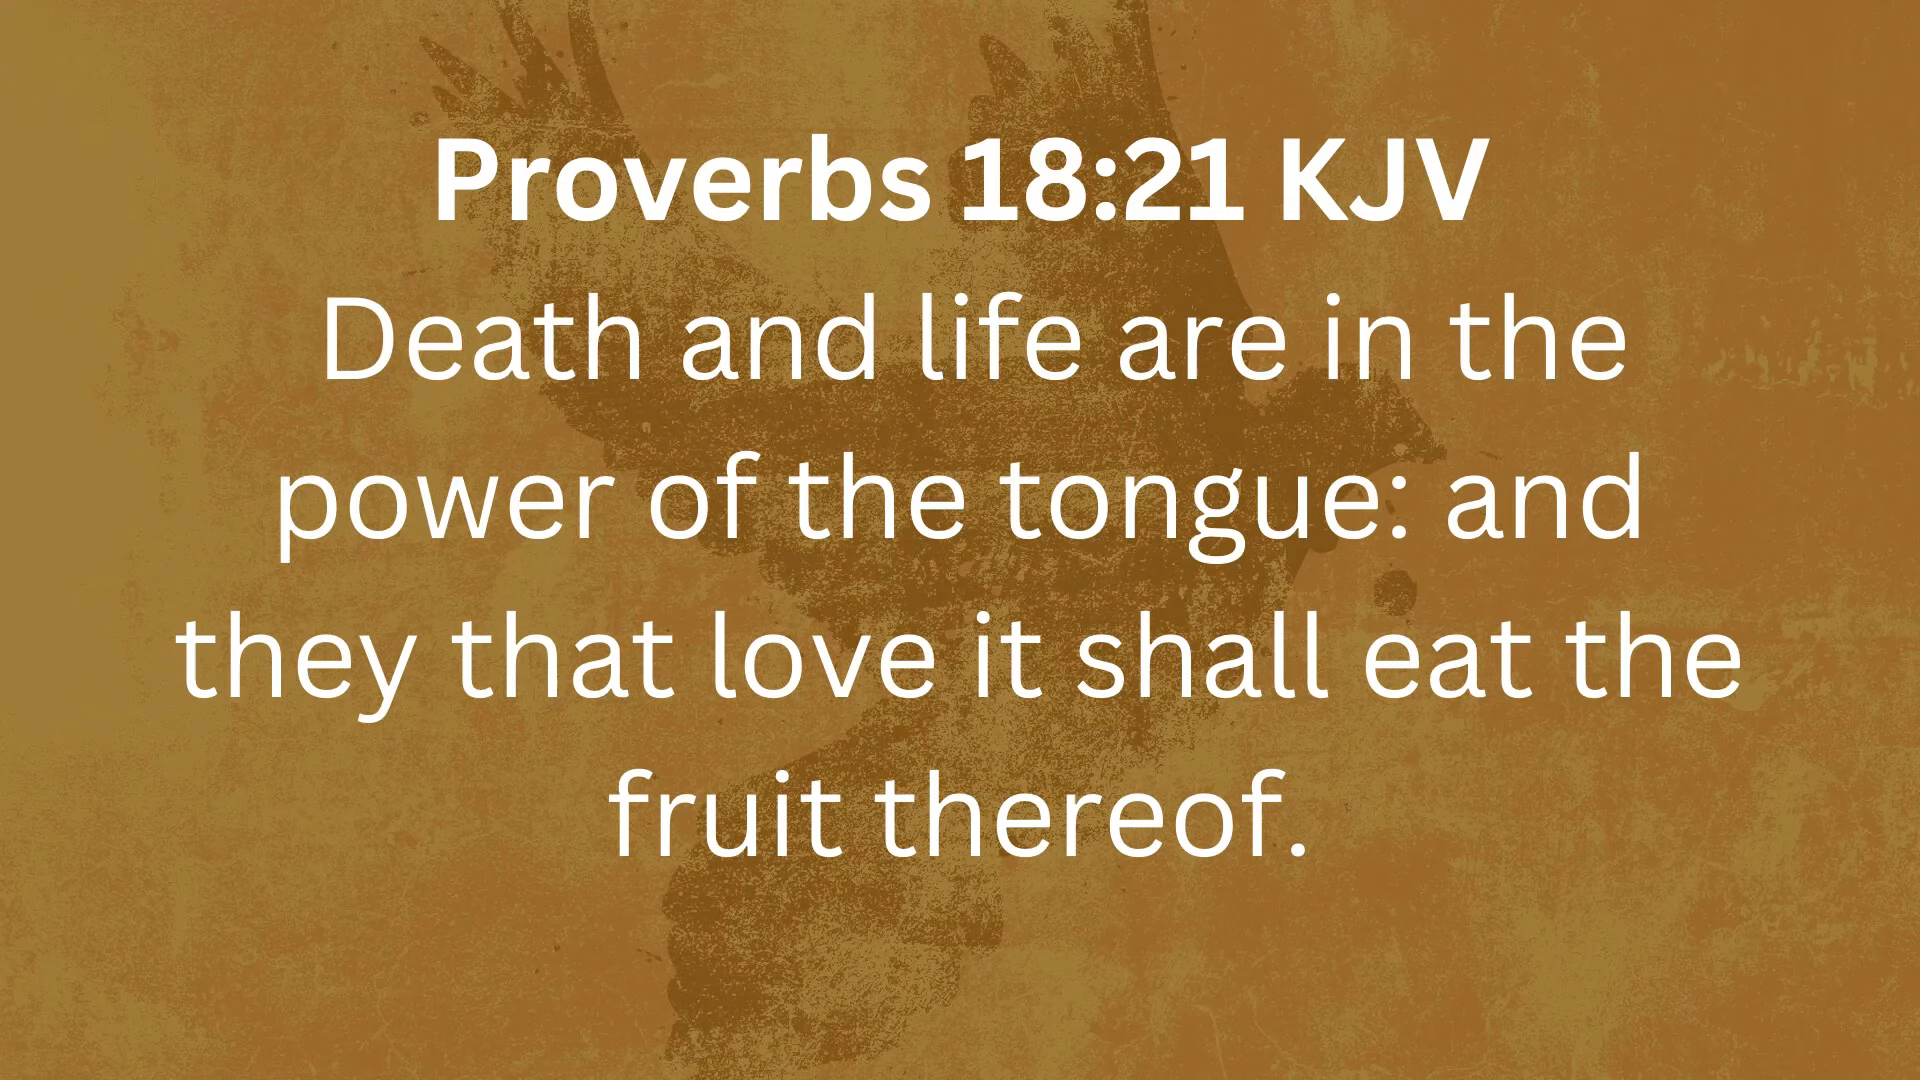 Proverbs 18:21 KJV
Death and life are in the
power of the tongue: and
they that love it shall eat the
fruit thereof.